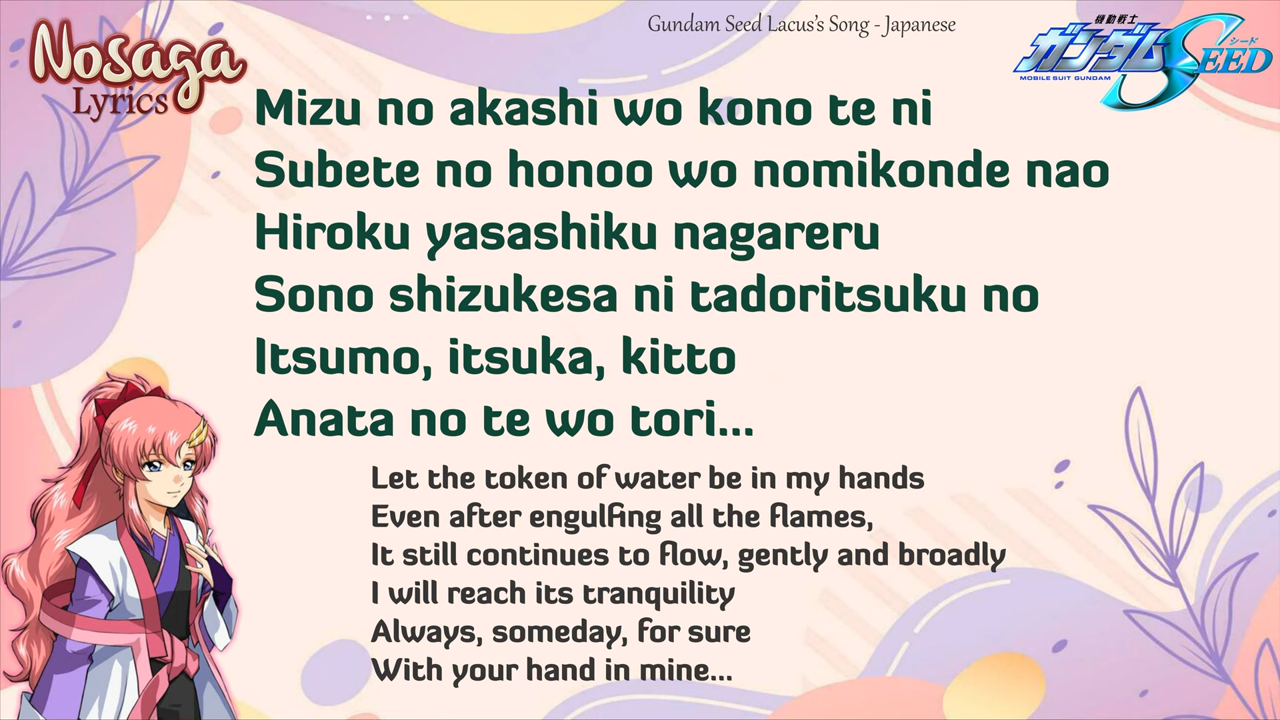 Nosaga
Lyrics
Gundam Seed Lacus's Song - Japanese
機動戦士
ガンダムSEED
シード
MOBILE SUIT GUNDAM
Mizu no akashi wo kono te ni
Subete no honoo wo nomikonde nao
Hiroku yasashiku nagareru
Sono shizukesa ni tadoritsuku no
Itsumo, itsuka, kitto
Anata no te wo tori...
Let the token of water be in my hands
Even after engulfing all the flames,
It still continues to flow, gently and broadly
I will reach its tranquility
Always, someday, for sure
With your hand in mine...